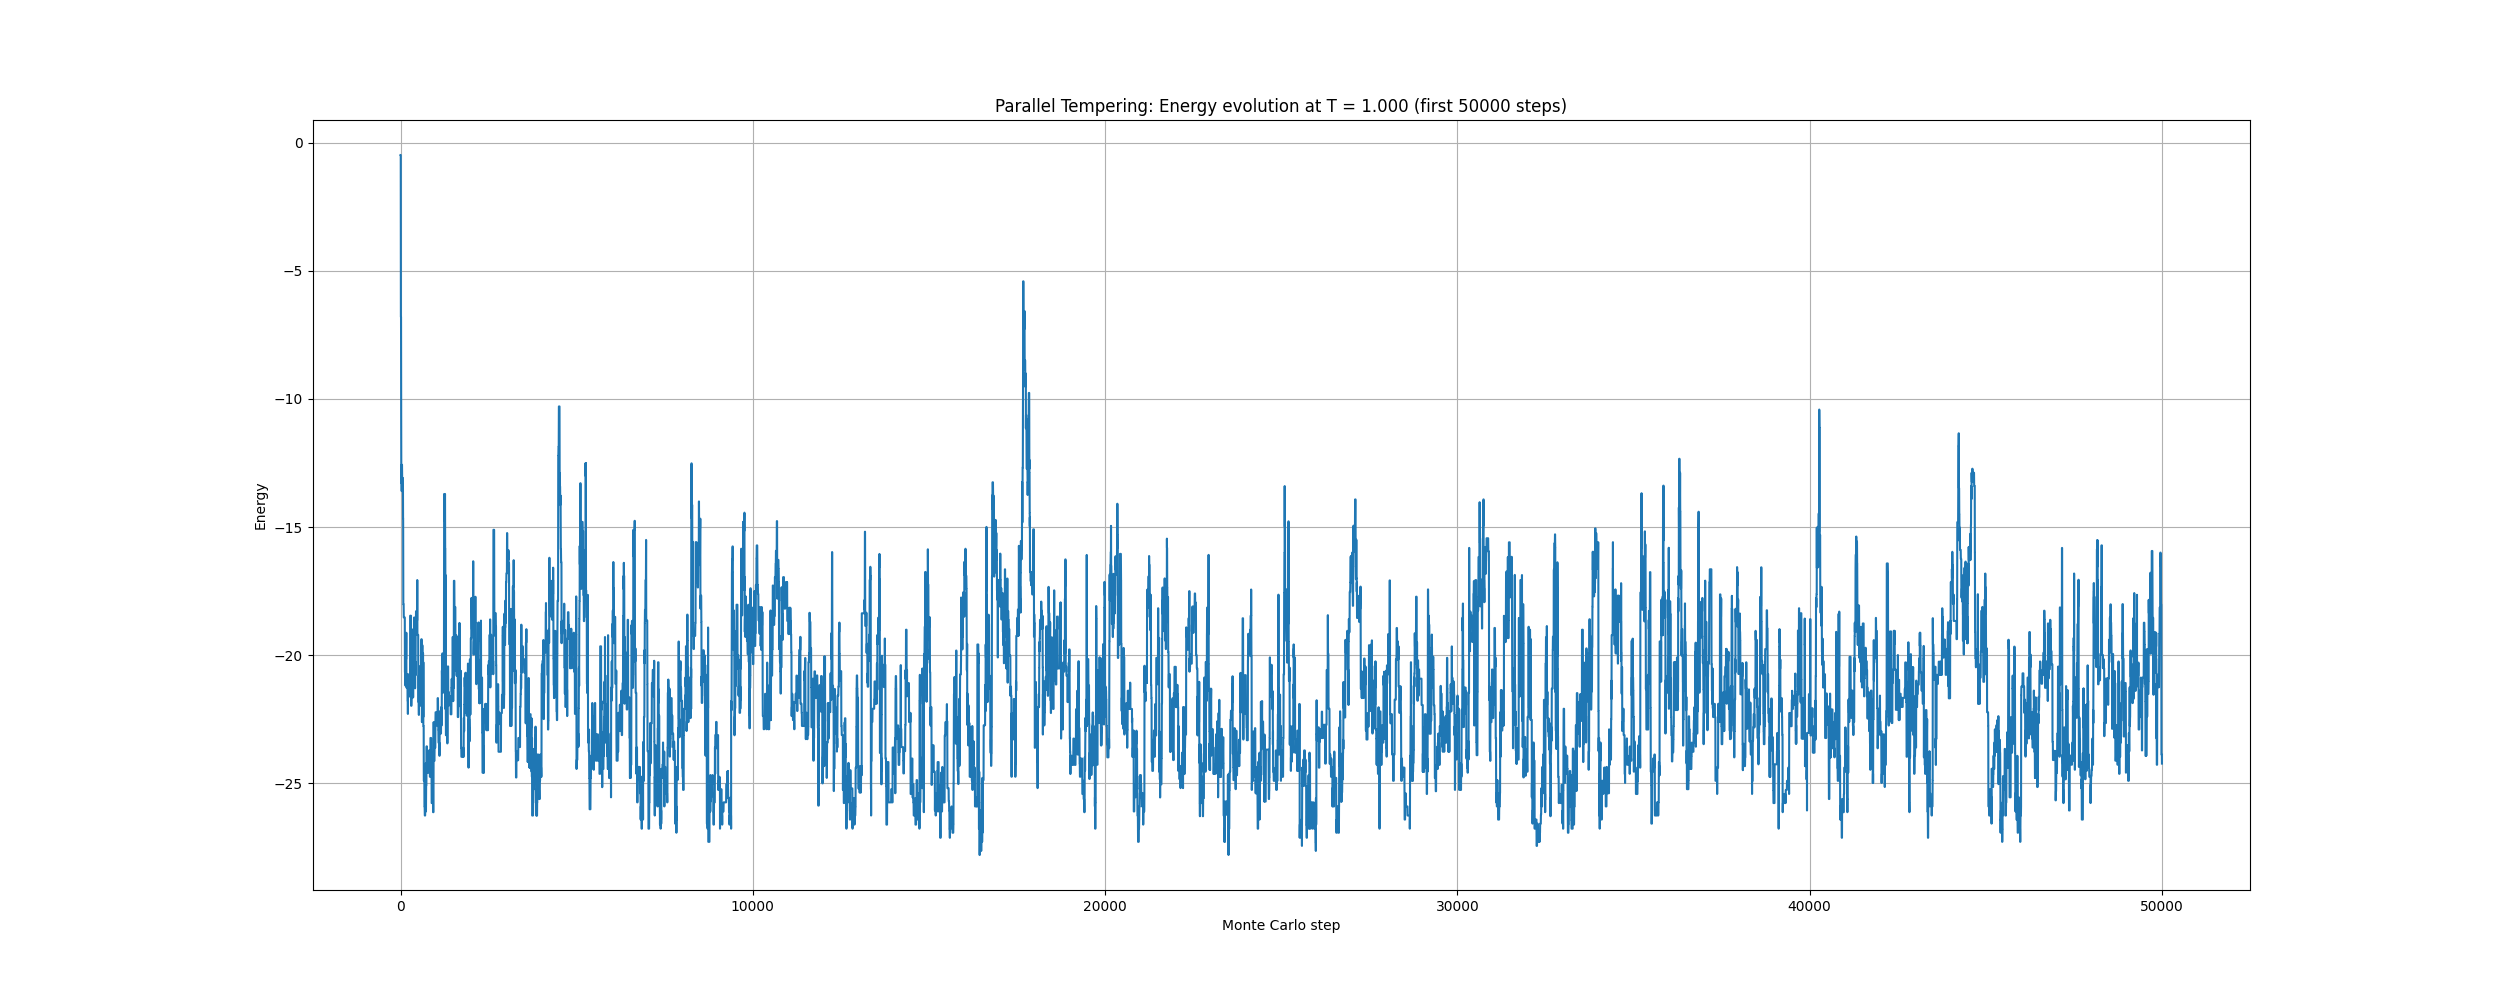 Parallel Tempering: Energy evolution at T = 1.000 (first 50000 steps)
0
−5
−10
−15
−20
−25
Energy
0 10000 20000 30000 40000 50000
Monte Carlo step